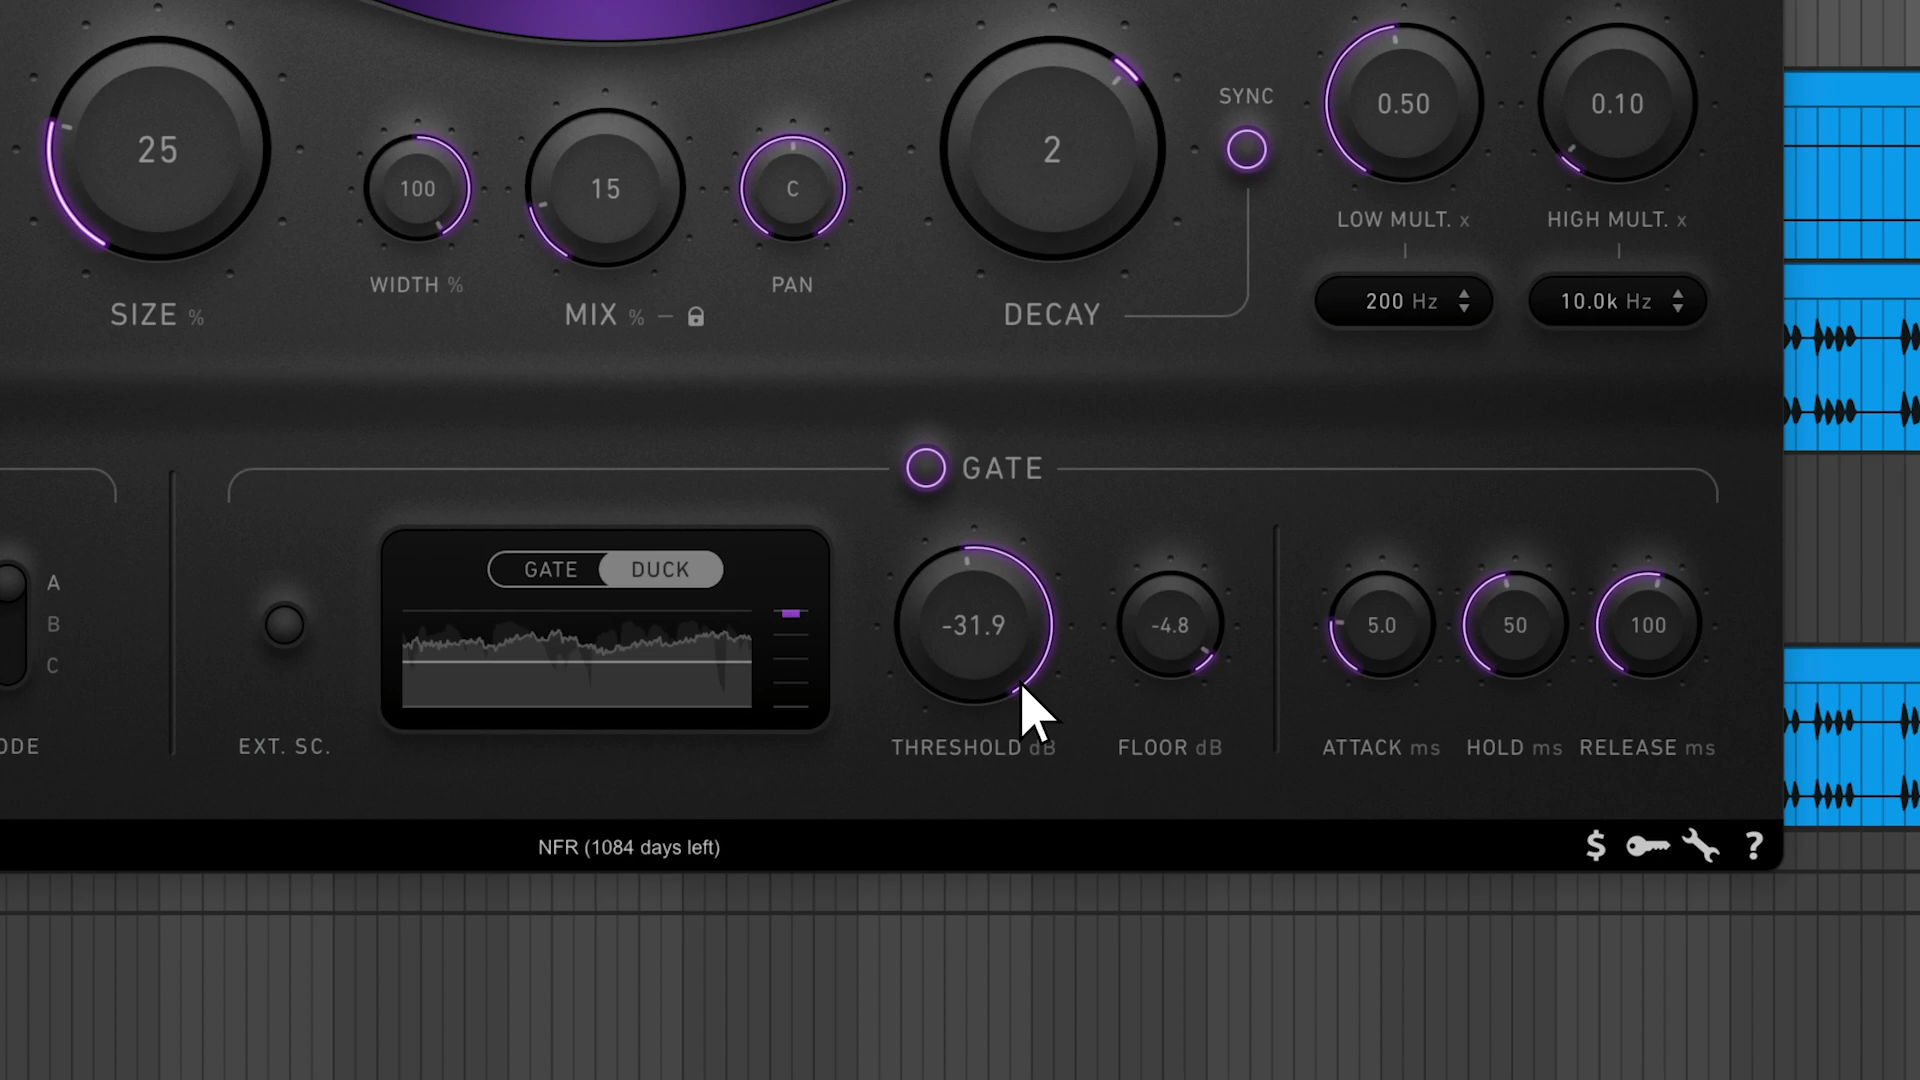 25
SIZE %
100
WIDTH %
15
MIX %
C
PAN
2
DECAY
SYNC
0.50
LOW MULT. x
200 Hz
0.10
HIGH MULT. x
10.0k Hz
GATE
A
B
C
ODE
EXT. SC.
GATE DUCK
-31.9
THRESHOLD dB
-4.8
FLOOR dB
5.0
ATTACK ms
50
HOLD ms
100
RELEASE ms
NFR (1084 days left)
$ ?